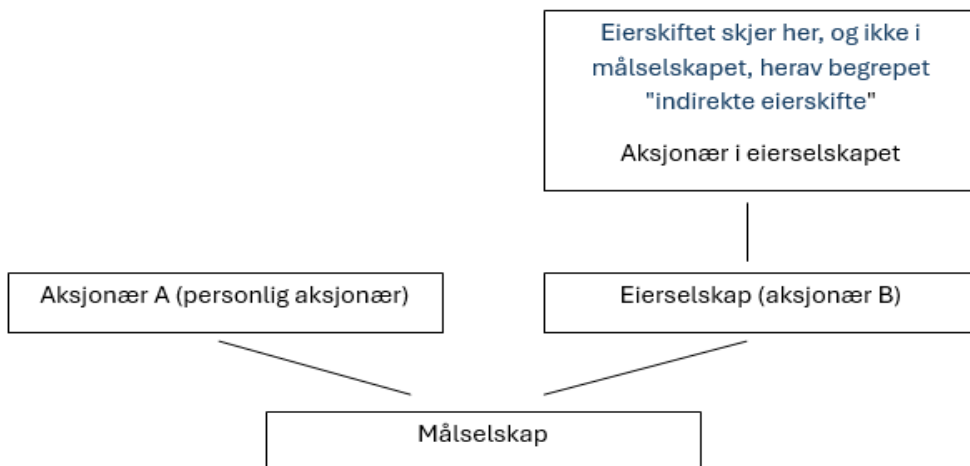 Eierskiftet skjer her, og ikke i
målselskapet, herav begrepet
"indirekte eierskifte"
Aksjonær i eierselskapet
Aksjonær A (personlig aksjonær)
Eierselskap (aksjonær B)
Målselskap